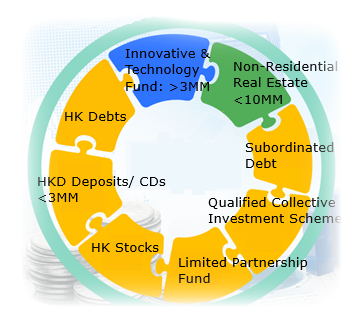 Innovative &
Technology
Fund: >3MM
Non-Residential
Real Estate
<10MM
Subordinated
Debt
Qualified Collective
Investment Scheme
Limited Partnership
Fund
HK Stocks
HKD Deposits/ CDs
<3MM
HK Debts